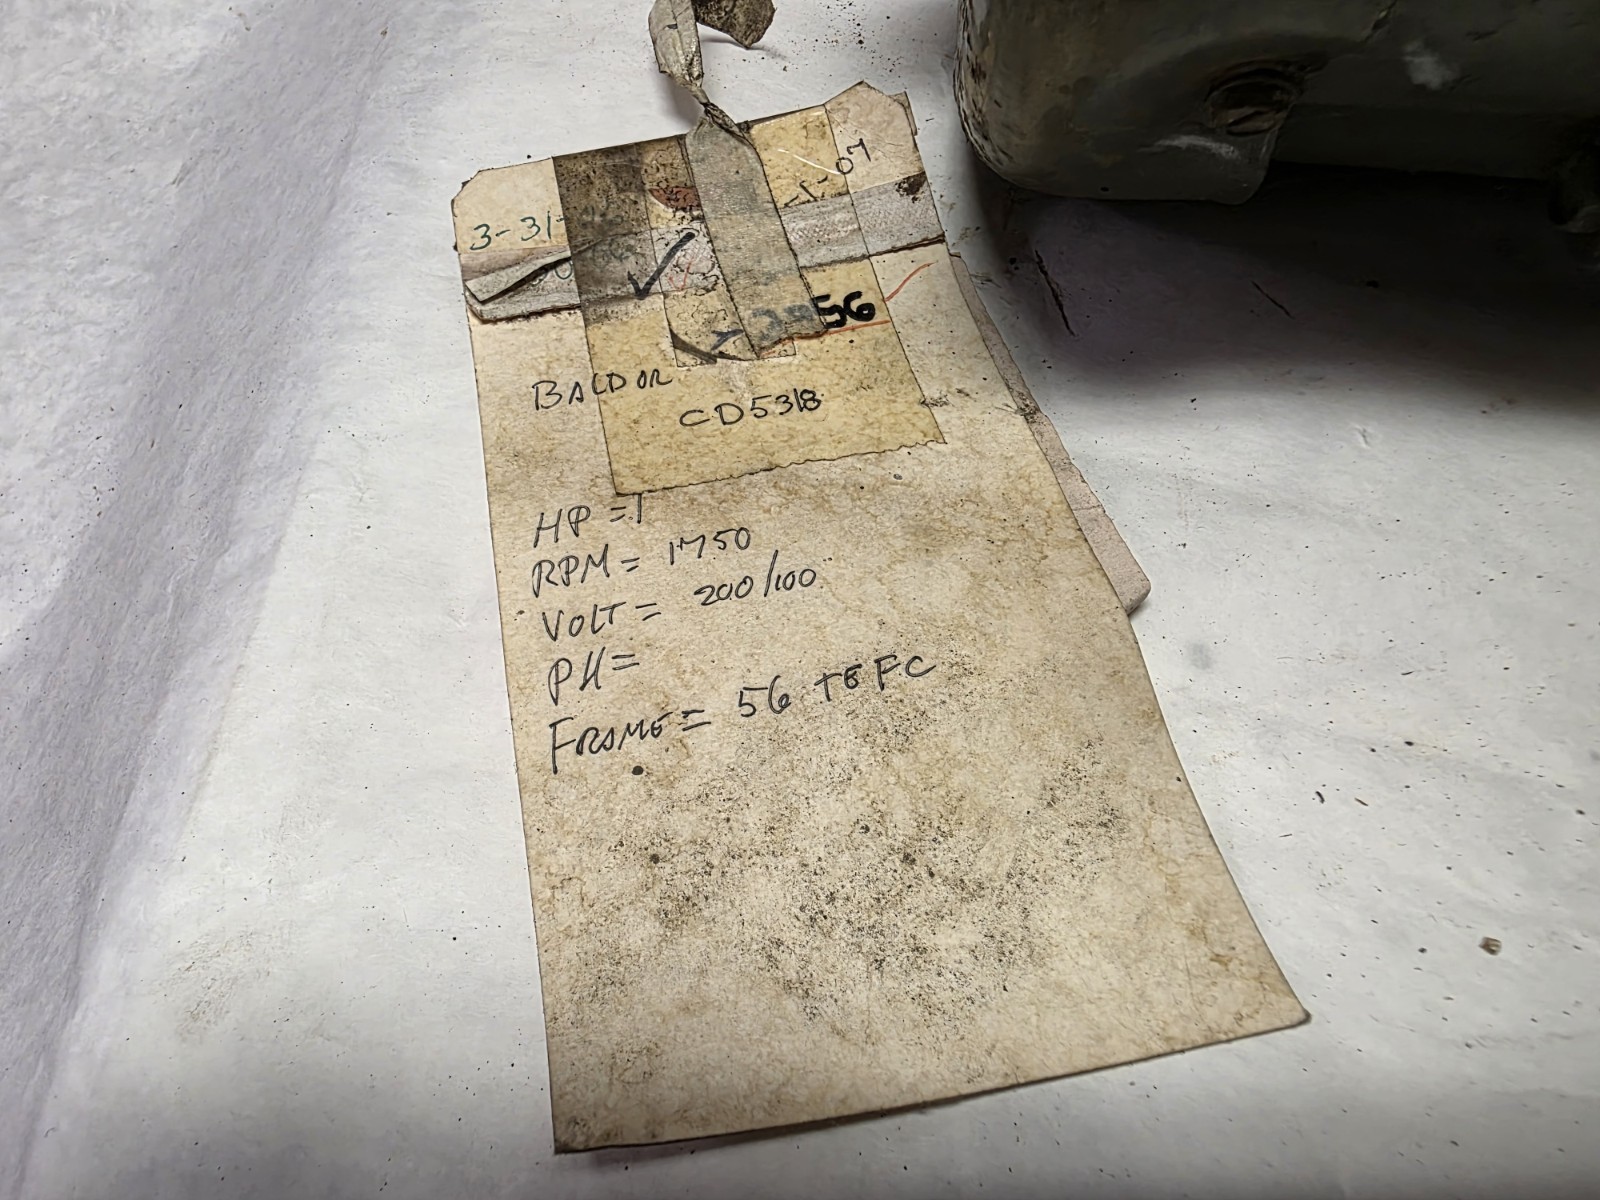 3-31
1-07
56
BALDOR
CD5318
HP = 1
RPM = 1750
VOLT = 200/100
PH =
FRAME = 56 TEFC